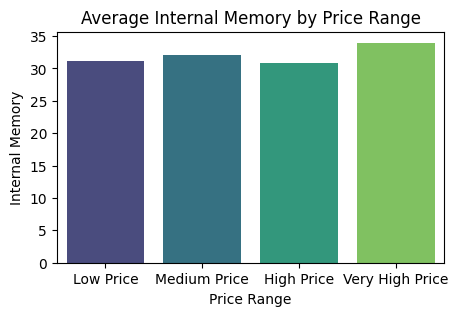 Average Internal Memory by Price Range
Internal Memory
35
30
25
20
15
10
5
0
Low Price
Medium Price
High Price
Very High Price
Price Range